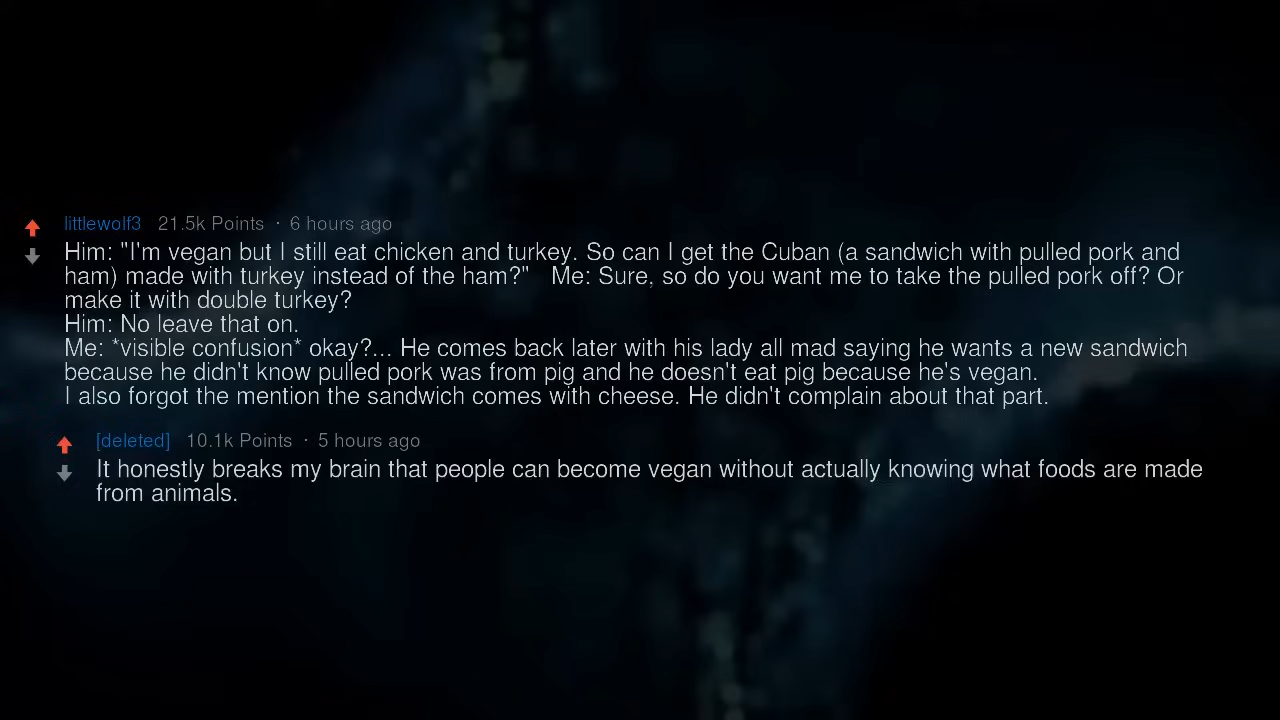 littlewolf3 21.5k Points · 6 hours ago
Him: "I'm vegan but I still eat chicken and turkey. So can I get the Cuban (a sandwich with pulled pork and
ham) made with turkey instead of the ham?" Me: Sure, so do you want me to take the pulled pork off? Or
make it with double turkey?
Him: No leave that on.
Me: *visible confusion* okay?... He comes back later with his lady all mad saying he wants a new sandwich
because he didn't know pulled pork was from pig and he doesn't eat pig because he's vegan.
I also forgot the mention the sandwich comes with cheese. He didn't complain about that part.
[deleted] 10.1k Points · 5 hours ago
It honestly breaks my brain that people can become vegan without actually knowing what foods are made
from animals.